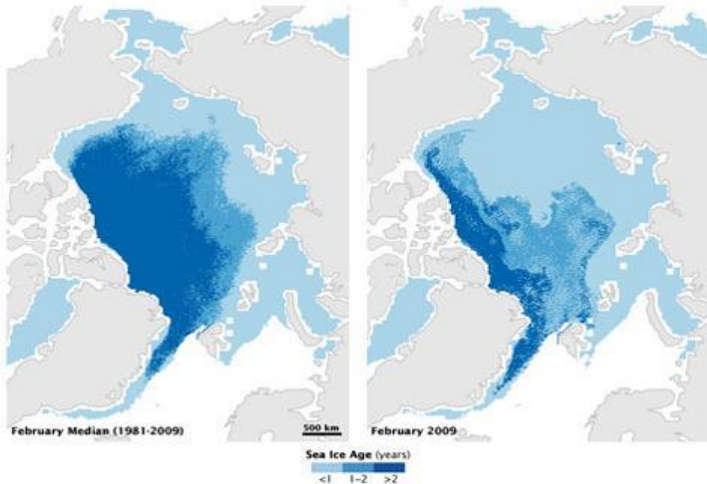 February Median (1981-2009)
500 km
February 2009
Sea Ice Age (years)
<1 1-2 >2